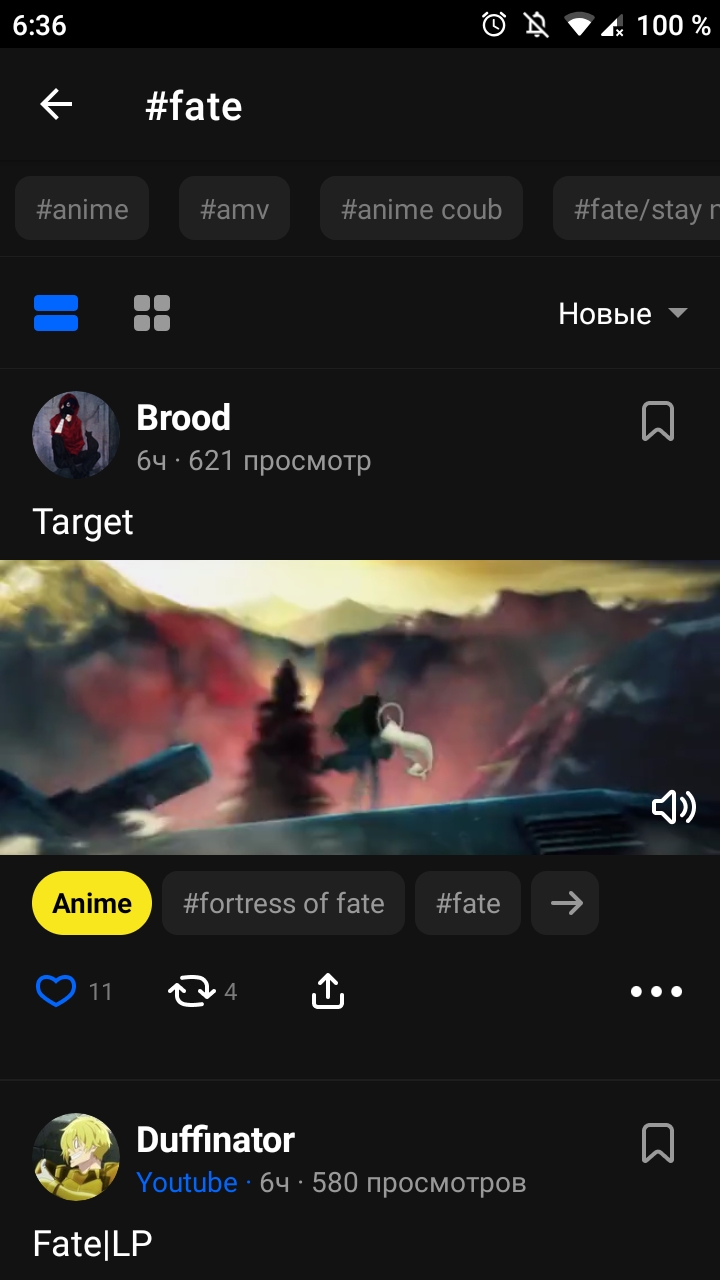 6:36 100 %
#fate
#anime #amv #anime coub #fate/stay n
Новые
Brood
6ч · 621 просмотр
Target
Anime #fortress of fate #fate
11 4
Duffinator
Youtube · 6ч · 580 просмотров
Fate|LP